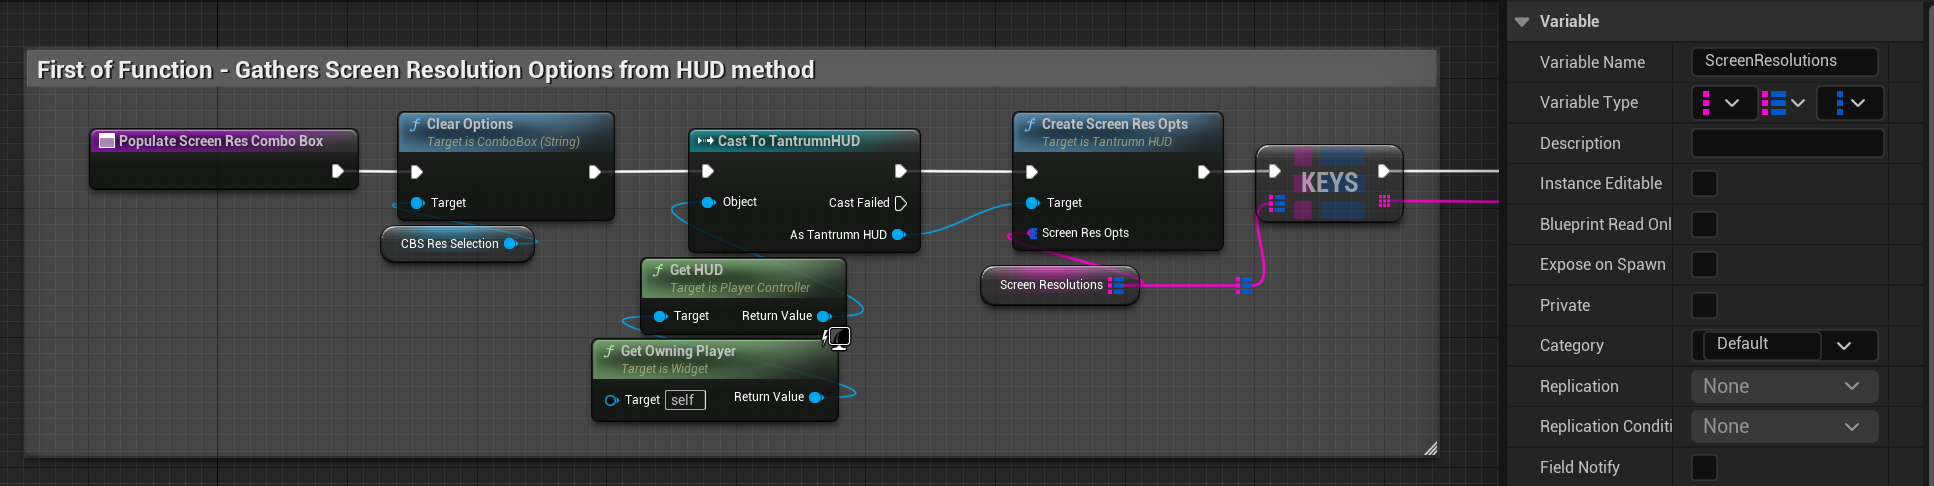 First of Function - Gathers Screen Resolution Options from HUD method
Populate Screen Res Combo Box
Clear Options
Target is ComboBox (String)
Target
CBS Res Selection
Cast To TantrumnHUD
Object
Cast Failed
As Tantrumn HUD
Get HUD
Target is Player Controller
Target
Return Value
Get Owning Player
Target is Widget
Target
self
Return Value
Create Screen Res Opts
Target is Tantrumn HUD
Target
Screen Res Opts
Screen Resolutions
KEYS
Variable
Variable Name
ScreenResolutions
Variable Type
Description
Instance Editable
Blueprint Read Onl
Expose on Spawn
Private
Category
Default
Replication
None
Replication Conditi
None
Field Notify